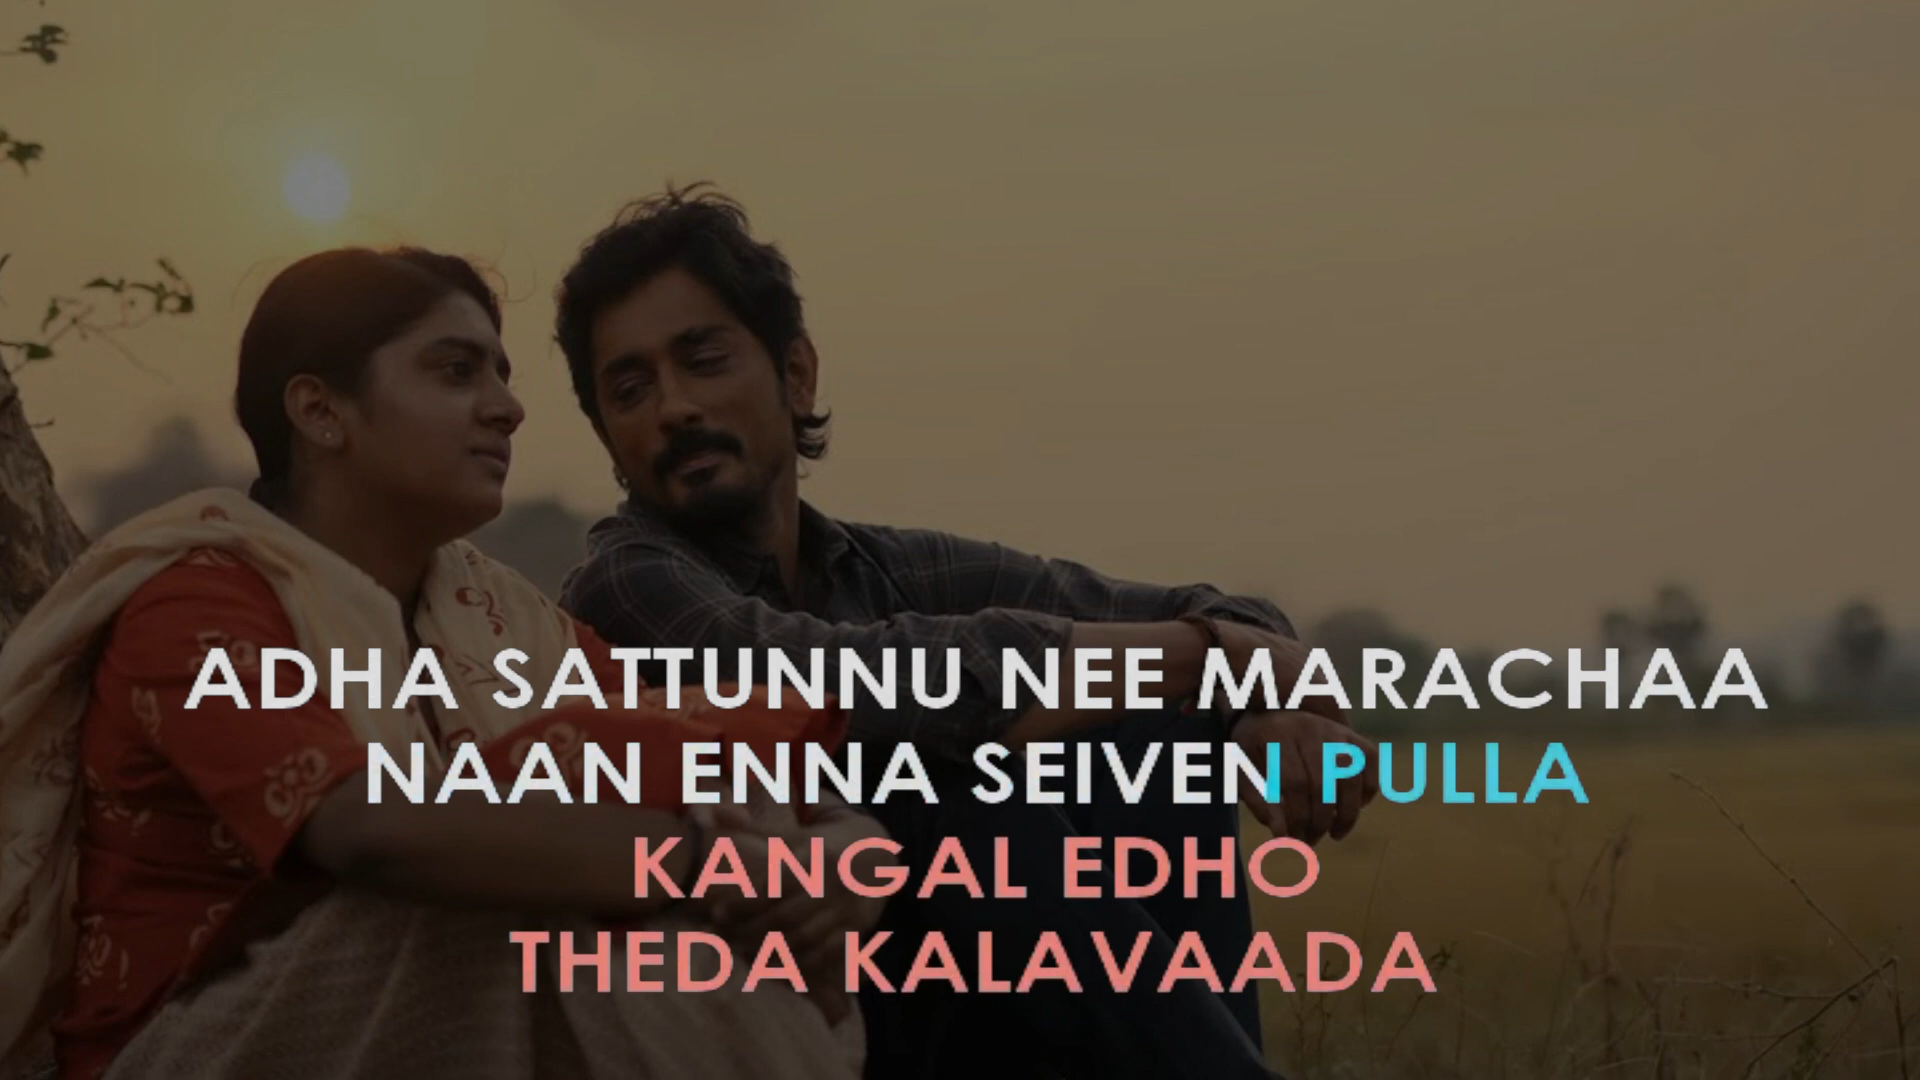 ADHA SATTUNNU NEE MARACHAA
NAAN ENNA SEIVEN PULLA
KANGAL EDHO
THEDA KALAVAADA